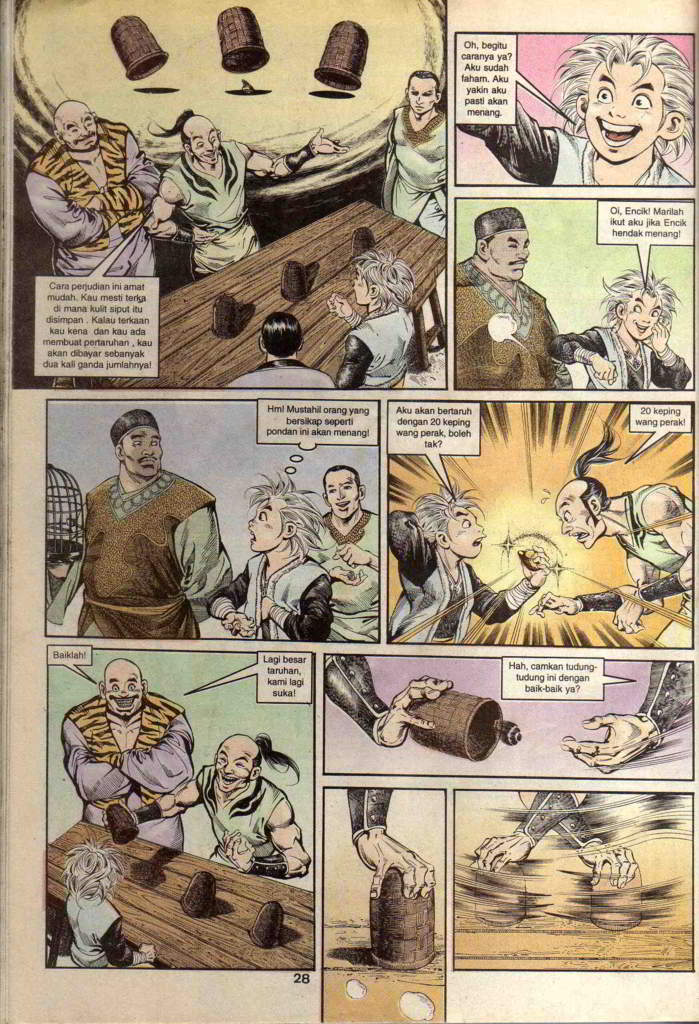 Cara perjudian ini amat
mudah. Kau mesti terka
di mana kulit siput itu
disimpan . Kalau terkaan
kau kena dan kau ada
membuat pertaruhan , kau
akan dibayar sebanyak
dua kali ganda jumlahnya!
Oh, begitu
caranya ya?
Aku sudah
faham. Aku
yakin aku
pasti akan
menang.
Oi, Encik! Marilah
ikut aku jika Encik
hendak menang!
Hm! Mustahil orang yang
bersikap seperti
pondan ini akan menang!
Aku akan bertaruh
dengan 20 keping
wang perak, boleh
tak?
20 keping
wang perak!
Baiklah!
Lagi besar
taruhan,
kami lagi
suka!
Hah, camkan tudung-
tudung ini dengan
baik-baik ya?
28